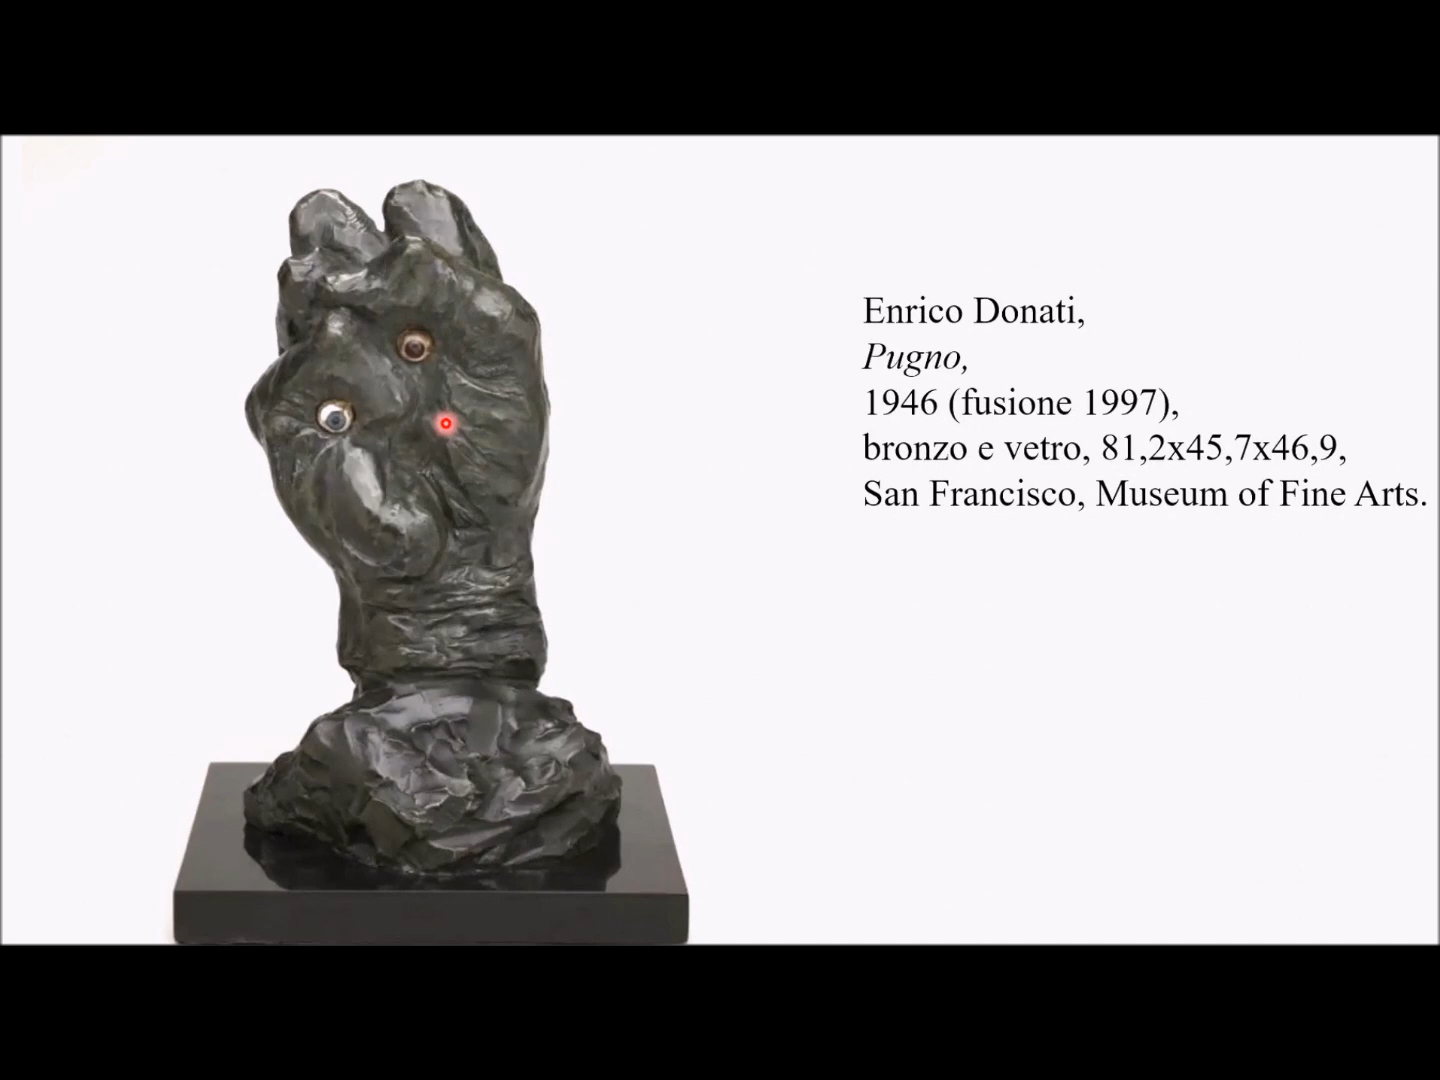 Enrico Donati,
Pugno,
1946 (fusione 1997),
bronzo e vetro, 81,2x45,7x46,9,
San Francisco, Museum of Fine Arts.